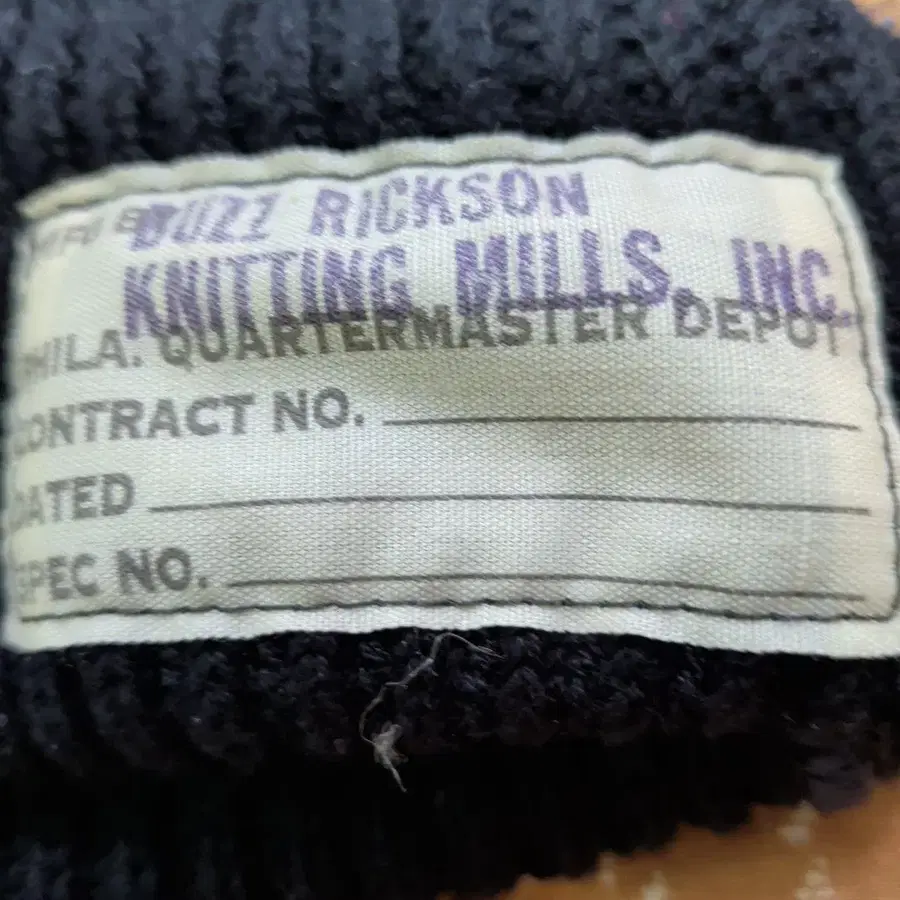 BUZZ RICKSON
KNITTING MILLS, INC.
PHILA. QUARTERMASTER DEPOT
CONTRACT NO.
DATED
SPEC NO.